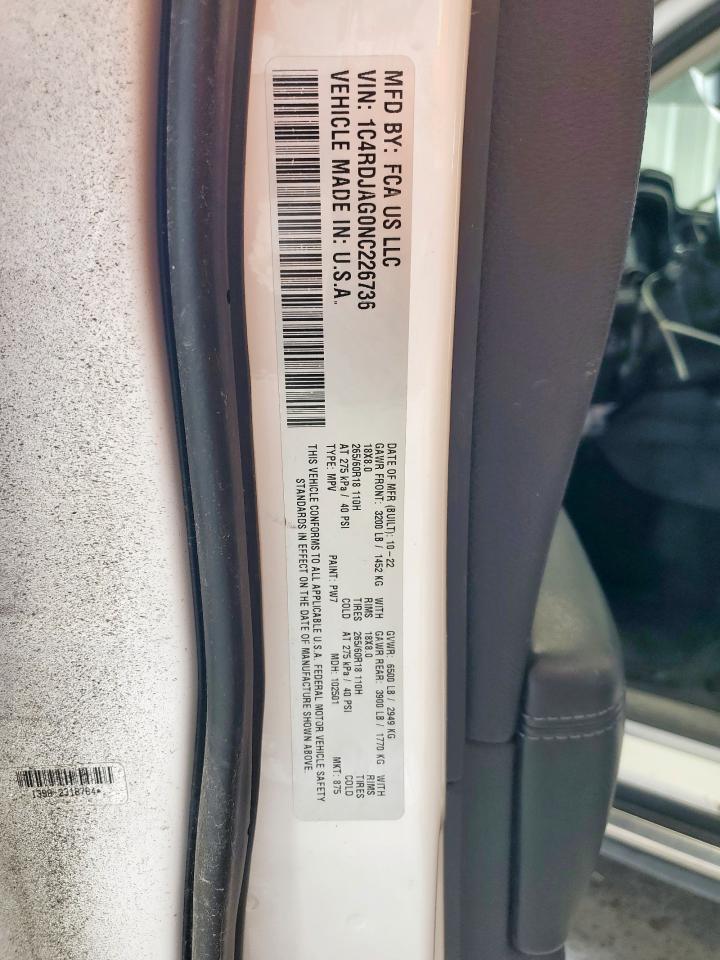 MFD BY: FCA US LLC
VIN: 1C4RDJAG0NC226736
VEHICLE MADE IN: U.S.A.
DATE OF MFR (BUILT): 10-22 GVWR: 6500 LB / 2949 KG
GAWR FRONT: 3200 LB / 1452 KG WITH GAWR REAR: 3900 LB / 1770 KG WITH
18X8.0 RIMS 18X8.0 RIMS
265/60R18 110H TIRES 265/60R18 110H TIRES
AT 275 kPa / 40 PSI COLD AT 275 kPa / 40 PSI COLD
TYPE: MPV PAINT: PW7 MDH: 102501 MKT: 875
THIS VEHICLE CONFORMS TO ALL APPLICABLE U.S.A. FEDERAL MOTOR VEHICLE SAFETY
STANDARDS IN EFFECT ON THE DATE OF MANUFACTURE SHOWN ABOVE